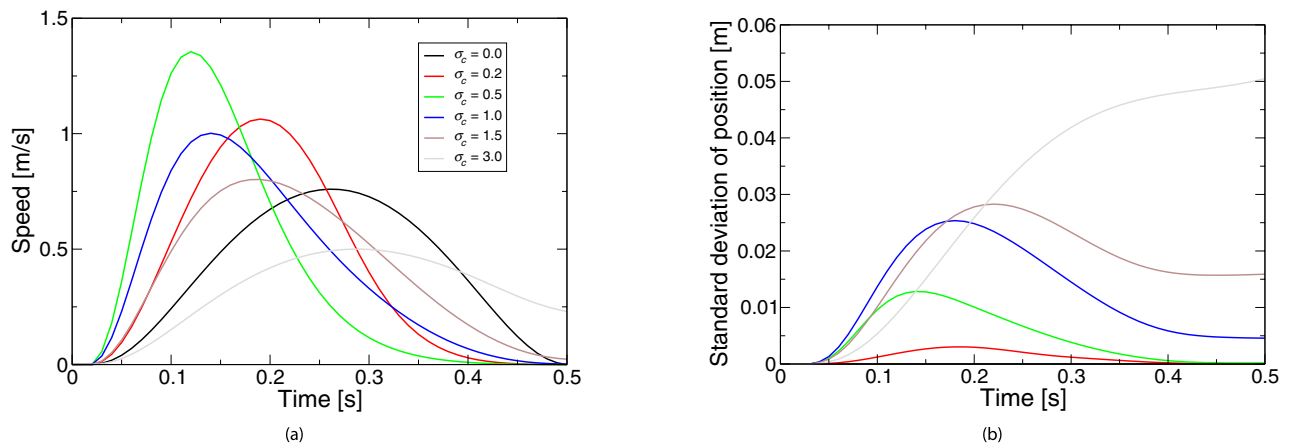 1.5
1
0.5
0
Speed [m/s]
σc = 0.0
σc = 0.2
σc = 0.5
σc = 1.0
σc = 1.5
σc = 3.0
0 0.1 0.2 0.3 0.4 0.5
Time [s]
(a)
0.06
0.05
0.04
0.03
0.02
0.01
0
Standard deviation of position [m]
0 0.1 0.2 0.3 0.4 0.5
Time [s]
(b)